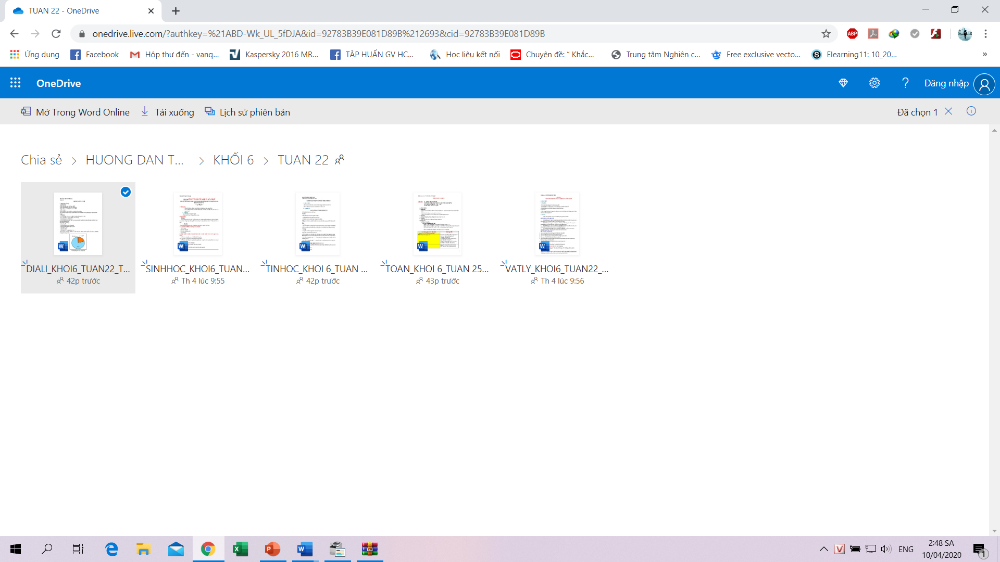 TUAN 22 - OneDrive
onedrive.live.com/?authkey=%21ABD-Wk_UL_5fDJA&id=92783B39E081D89B%212693&cid=92783B39E081D89B
ABP
Ứng dụng Facebook Hộp thư đến - vanq... Kaspersky 2016 MR... TẬP HUẤN GV HC... Học liệu kết nối Chuyên đề: “ Khắc... Trung tâm Nghiên c... Free exclusive vecto... Elearning11: 10_20... »
OneDrive ? Đăng nhập
Mở Trong Word Online Tải xuống Lịch sử phiên bản Đã chọn 1
Chia sẻ > HUONG DAN T... > KHỐI 6 > TUAN 22
DIALI_KHOI6_TUAN22_T... SINHHOC_KHOI6_TUAN... TINHOC_KHOI 6_TUAN ... TOAN_KHOI 6_TUAN 25... VATLY_KHOI6_TUAN22_...
42p trước Th 4 lúc 9:55 42p trước 43p trước Th 4 lúc 9:56
ENG
2:48 SA
10/04/2020
1